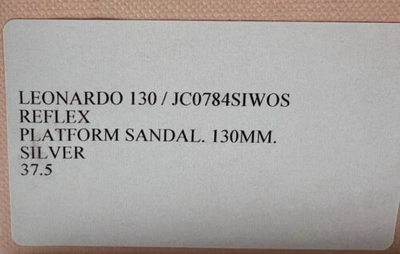 LEONARDO 130 / JC0784SIWOS
REFLEX
PLATFORM SANDAL. 130MM.
SILVER
37.5